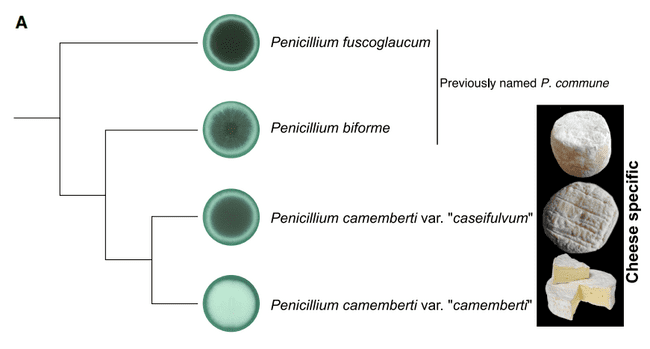 A
Penicillium fuscoglaucum
Previously named P. commune
Penicillium biforme
Penicillium camemberti var. "caseifulvum"
Penicillium camemberti var. "camemberti"
Cheese specific